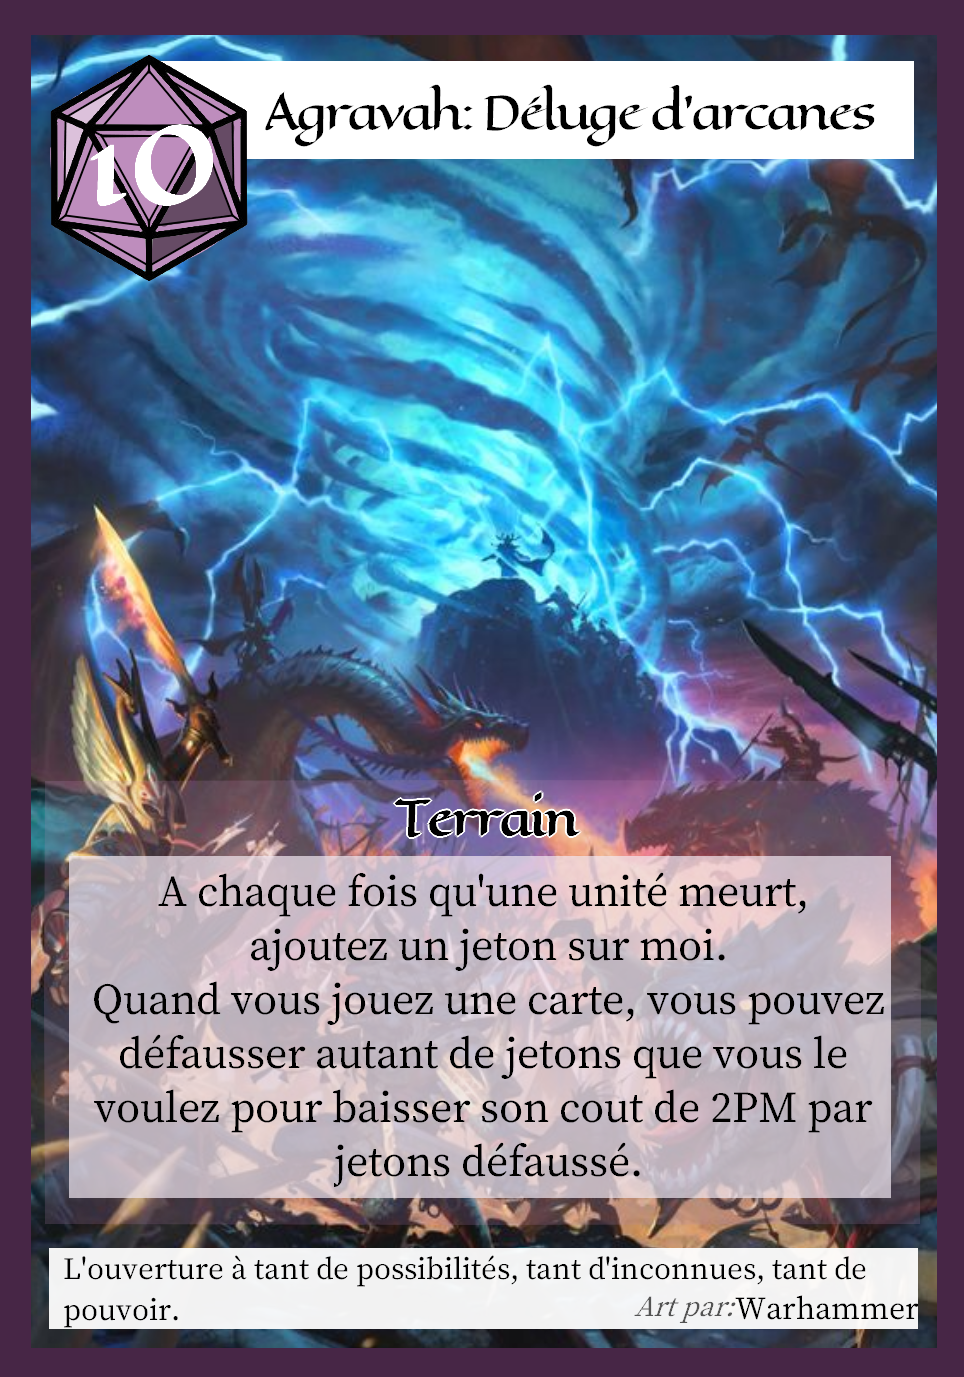 10
Agravah: Déluge d'arcanes
Terrain
A chaque fois qu'une unité meurt,
ajoutez un jeton sur moi.
Quand vous jouez une carte, vous pouvez
défausser autant de jetons que vous le
voulez pour baisser son cout de 2PM par
jetons défaussé.
L'ouverture à tant de possibilités, tant d'inconnues, tant de
pouvoir.
Art par:Warhammer